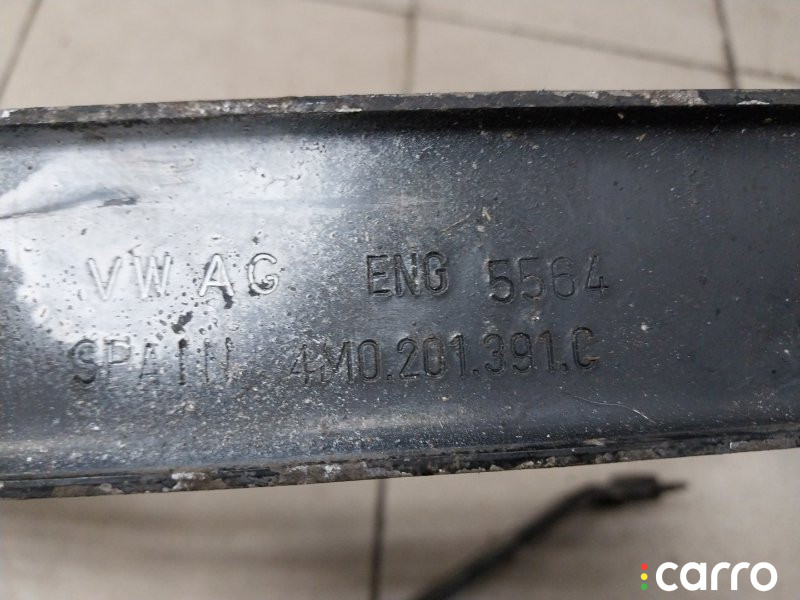 VW AG ENG 5564
SPAIN 4M0.201.391.C
carro